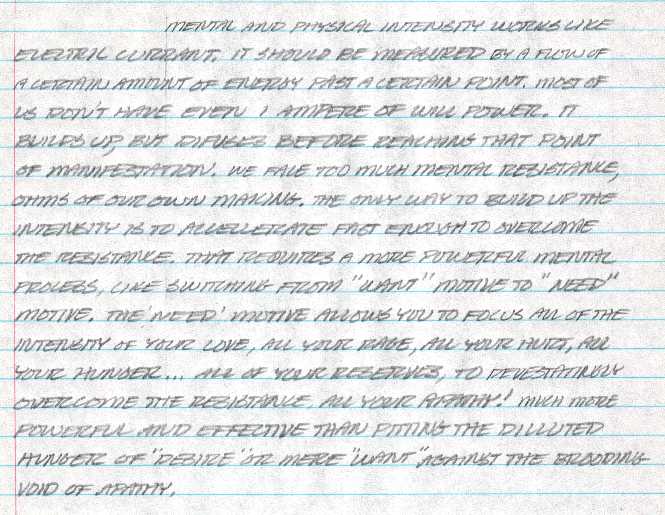 MENTAL AND PHYSICAL INTENSITY WORKS LIKE
ELECTRIC CURRANT. IT SHOULD BE MEASURED BY A FLOW OF
A CERTAIN AMOUNT OF ENERGY PAST A CERTAIN POINT. MOST OF
US DON'T HAVE EVEN 1 AMPERE OF WILL POWER. IT
BUILDS UP, BUT DIFUSES BEFORE REACHING THAT POINT
OF MANIFESTATION. WE FACE TOO MUCH MENTAL RESISTANCE,
OHMS OF OUR OWN MAKING. THE ONLY WAY TO BUILD UP THE
INTENSITY IS TO ACCELLERATE FAST ENOUGH TO OVERCOME
THE RESISTANCE. THAT REQUIRES A MORE POWERFUL MENTAL
PROCESS, LIKE SWITCHING FROM "WANT" MOTIVE TO "NEED"
MOTIVE. THE 'NEED' MOTIVE ALLOWS YOU TO FOCUS ALL OF THE
INTENSITY OF YOUR LOVE, ALL YOUR RAGE, ALL YOUR HURT, ALL
YOUR HUNGER... ALL OF YOUR RESERVES, TO DEVESTATINGLY
OVERCOME THE RESISTANCE ALL YOUR APATHY! MUCH MORE
POWERFUL AND EFFECTIVE THAN PITTING THE DILLUTED
HUNGER OF "DESIRE" OR MERE "WANT", AGAINST THE BROODING
VOID OF APATHY.